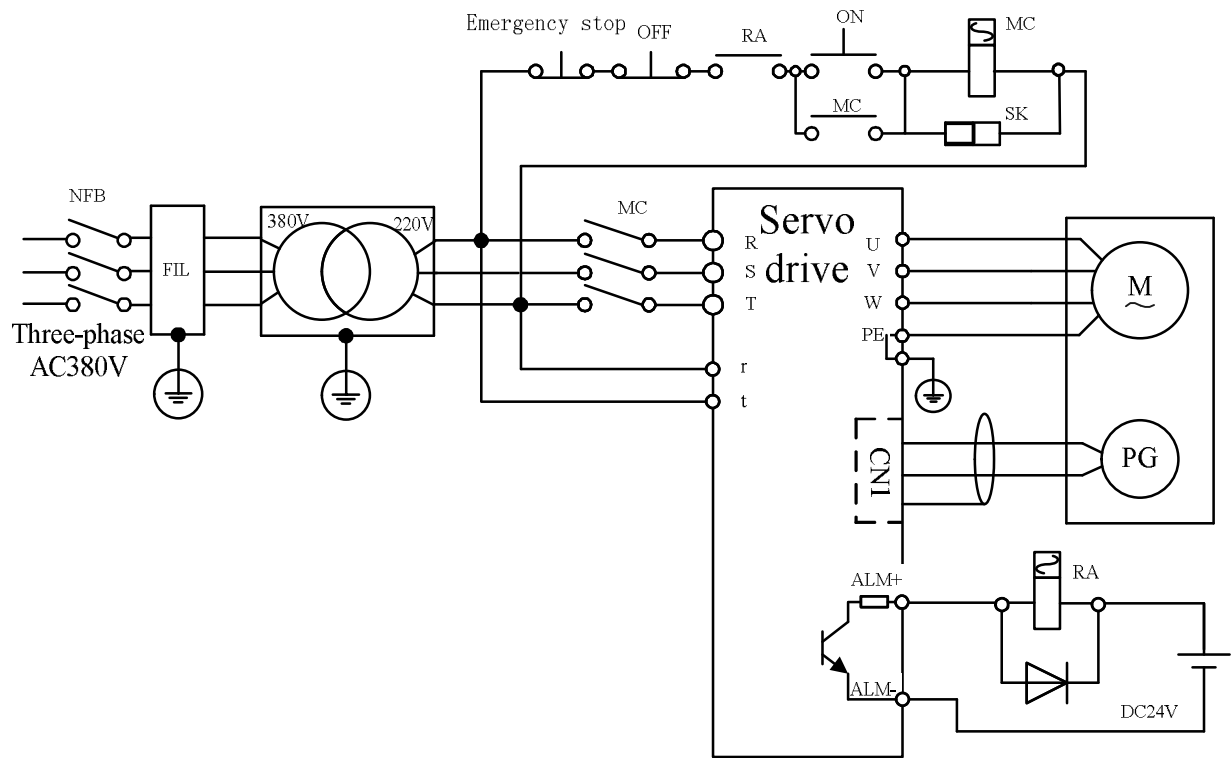 Emergency stop
OFF
RA
ON
MC
MC
SK
NFB
FIL
380V
220V
MC
Three-phase
AC380V
Servo
drive
R
S
T
r
t
U
V
W
PE
M
CN1
PG
ALM+
ALM-
RA
DC24V